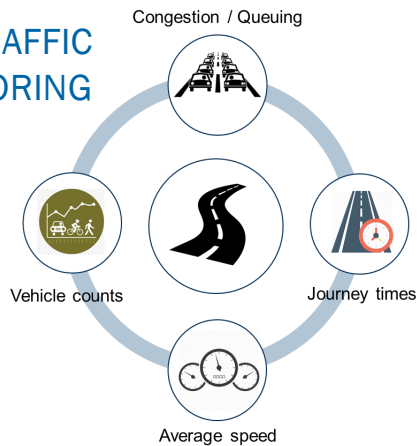 Congestion / Queuing
AFFIC
ORING
Vehicle counts
Journey times
Average speed